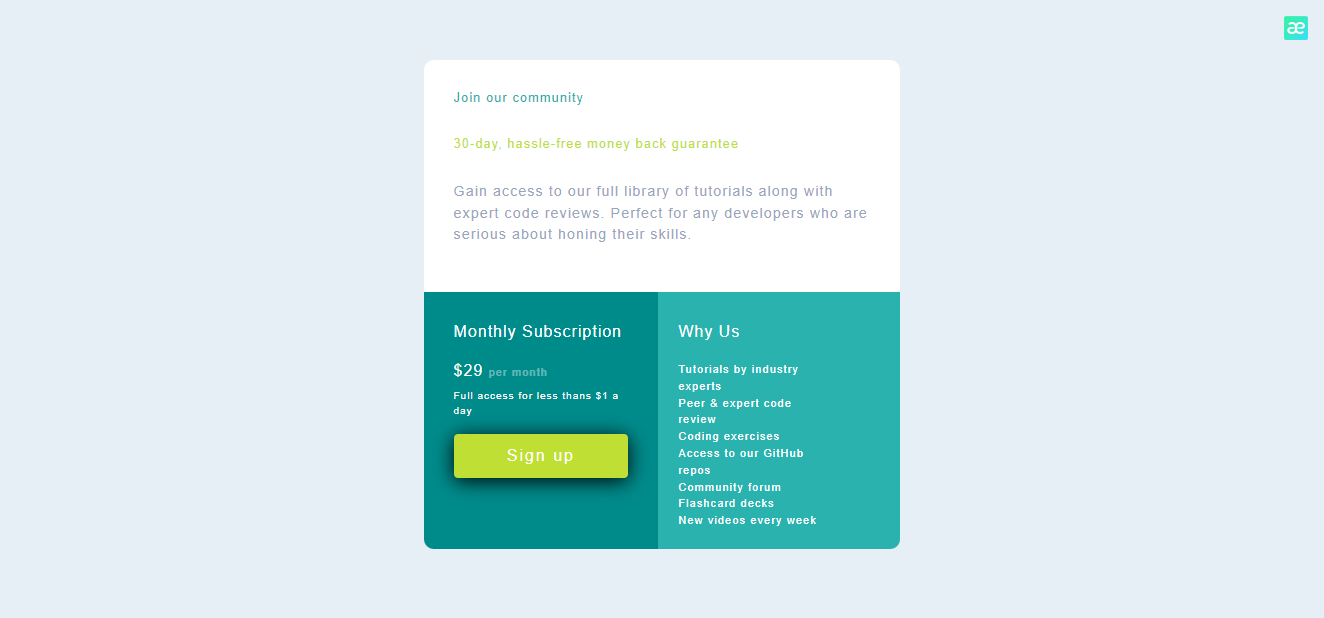 æ
Join our community
30-day, hassle-free money back guarantee
Gain access to our full library of tutorials along with
expert code reviews. Perfect for any developers who are
serious about honing their skills.
Monthly Subscription
$29 per month
Full access for less thans $1 a
day
Sign up
Why Us
Tutorials by industry
experts
Peer & expert code
review
Coding exercises
Access to our GitHub
repos
Community forum
Flashcard decks
New videos every week